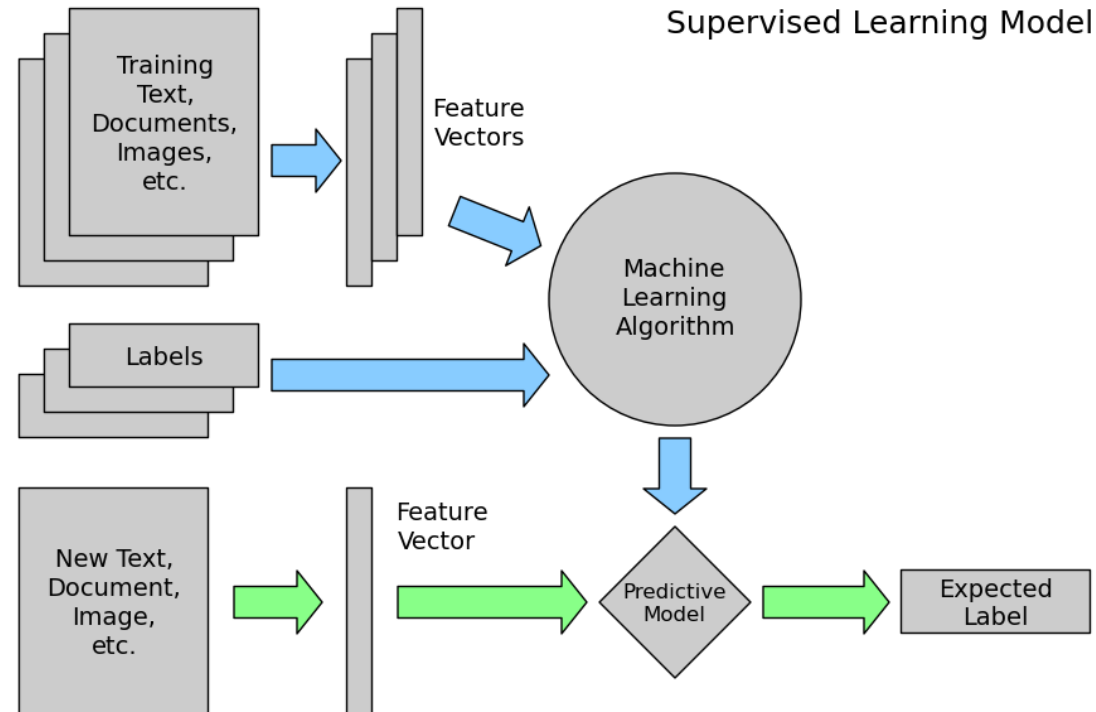 Supervised Learning Model
Training
Text,
Documents,
Images,
etc.
Feature
Vectors
Machine
Learning
Algorithm
Labels
New Text,
Document,
Image,
etc.
Feature
Vector
Predictive
Model
Expected
Label